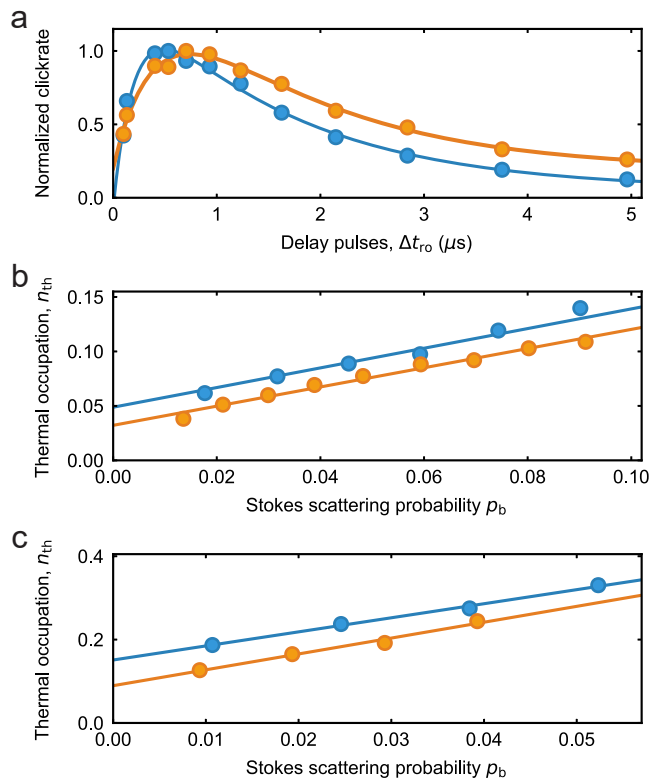 a
Normalized clickrate
1.0
0.5
0.0
0 1 2 3 4 5
Delay pulses, Δt_ro (μs)
b
Thermal occupation, n_th
0.15
0.10
0.05
0.00
0.00 0.02 0.04 0.06 0.08 0.10
Stokes scattering probability p_b
c
Thermal occupation, n_th
0.4
0.2
0.0
0.00 0.01 0.02 0.03 0.04 0.05
Stokes scattering probability p_b